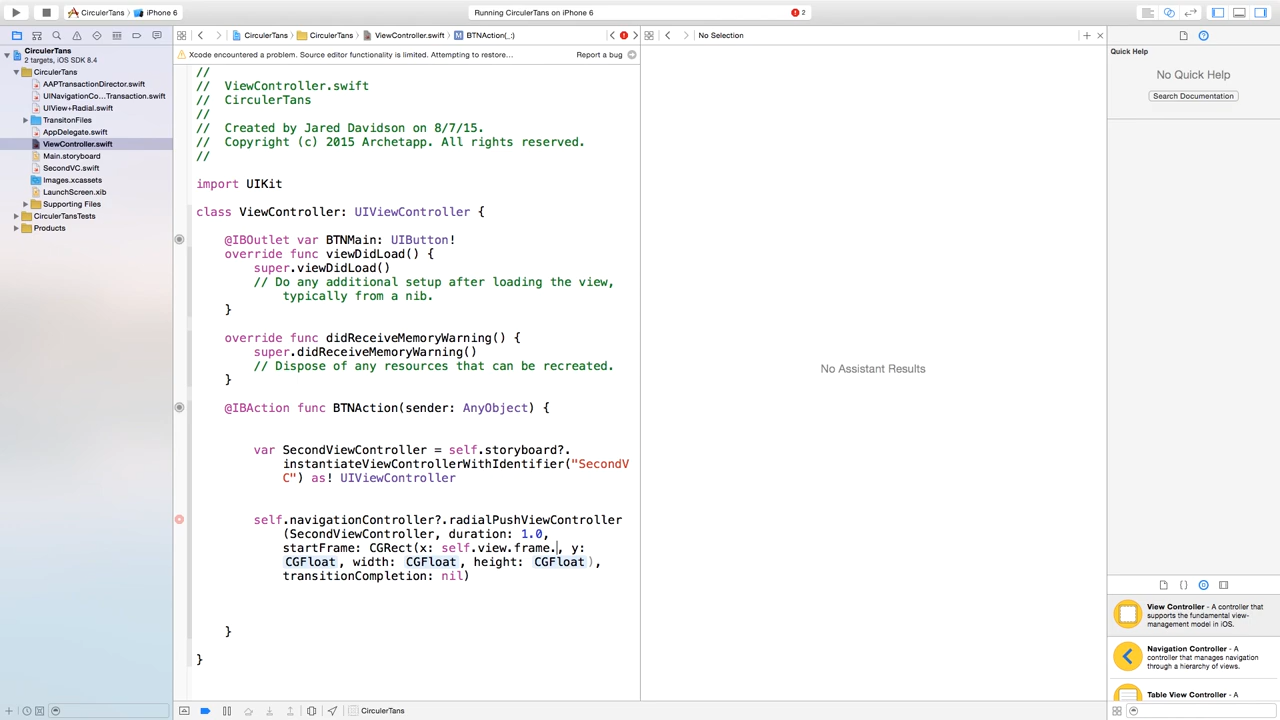 CirculerTans
iPhone 6
Running CirculerTans on iPhone 6
2
CirculerTans
CirculerTans
ViewController.swift
BTNAction(_:)
No Selection
Xcode encountered a problem. Source editor functionality is limited. Attempting to restore…
Report a bug
Quick Help
No Quick Help
Search Documentation
CirculerTans
2 targets, iOS SDK 8.4
CirculerTans
AAPTransactionDirector.swift
UINavigationCo...Transaction.swift
UIView+Radial.swift
TransitonFiles
AppDelegate.swift
ViewController.swift
Main.storyboard
SecondVC.swift
Images.xcassets
LaunchScreen.xib
Supporting Files
CirculerTansTests
Products
//
// ViewController.swift
// CirculerTans
//
// Created by Jared Davidson on 8/7/15.
// Copyright (c) 2015 Archetapp. All rights reserved.
//
import UIKit
class ViewController: UIViewController {
@IBOutlet var BTNMain: UIButton!
override func viewDidLoad() {
super.viewDidLoad()
// Do any additional setup after loading the view,
typically from a nib.
}
override func didReceiveMemoryWarning() {
super.didReceiveMemoryWarning()
// Dispose of any resources that can be recreated.
}
@IBAction func BTNAction(sender: AnyObject) {
var SecondViewController = self.storyboard?.
instantiateViewControllerWithIdentifier("SecondV
C") as! UIViewController
self.navigationController?.radialPushViewController
(SecondViewController, duration: 1.0,
startFrame: CGRect(x: self.view.frame., y:
CGFloat, width: CGFloat, height: CGFloat),
transitionCompletion: nil)
}
}
No Assistant Results
View Controller - A controller that
supports the fundamental view-
management model in iOS.
Navigation Controller - A
controller that manages navigation
through a hierarchy of views.
Table View Controller - A
CirculerTans